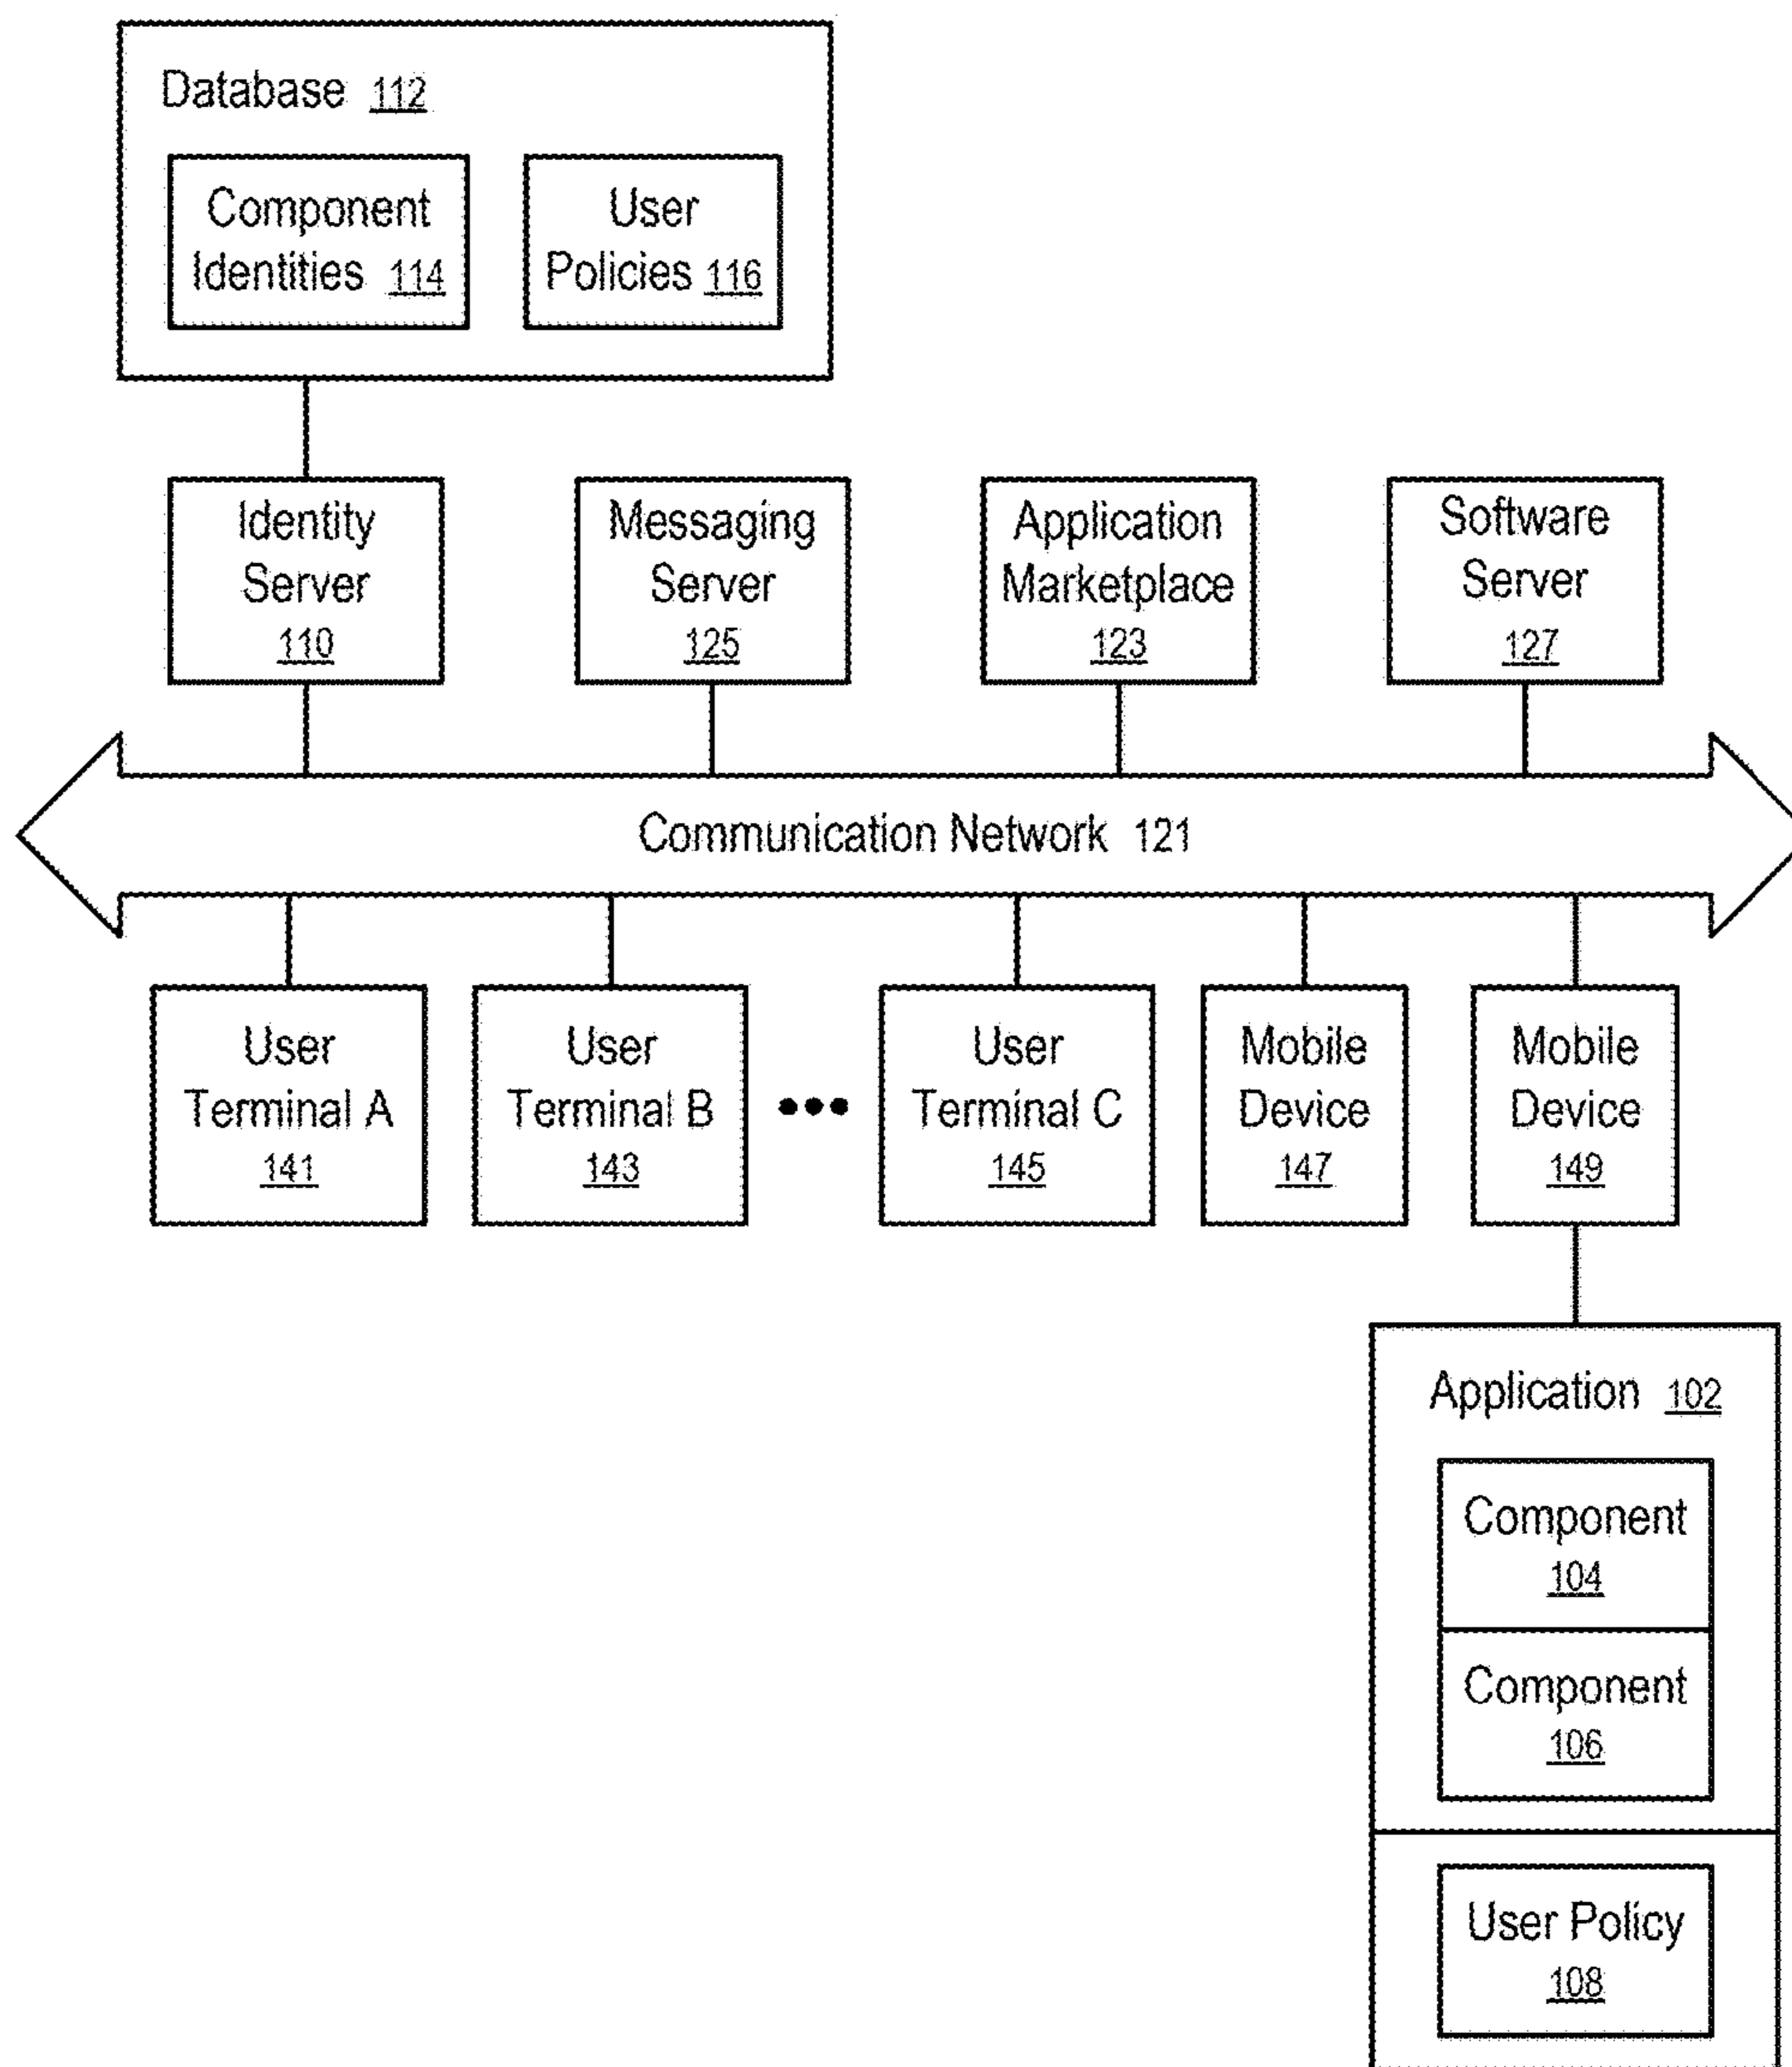 Database 112
Component
Identities 114
User
Policies 116
Identity
Server
110
Messaging
Server
125
Application
Marketplace
123
Software
Server
127
Communication Network 121
User
Terminal A
141
User
Terminal B
143
•••
User
Terminal C
145
Mobile
Device
147
Mobile
Device
149
Application 102
Component
104
Component
106
User Policy
108